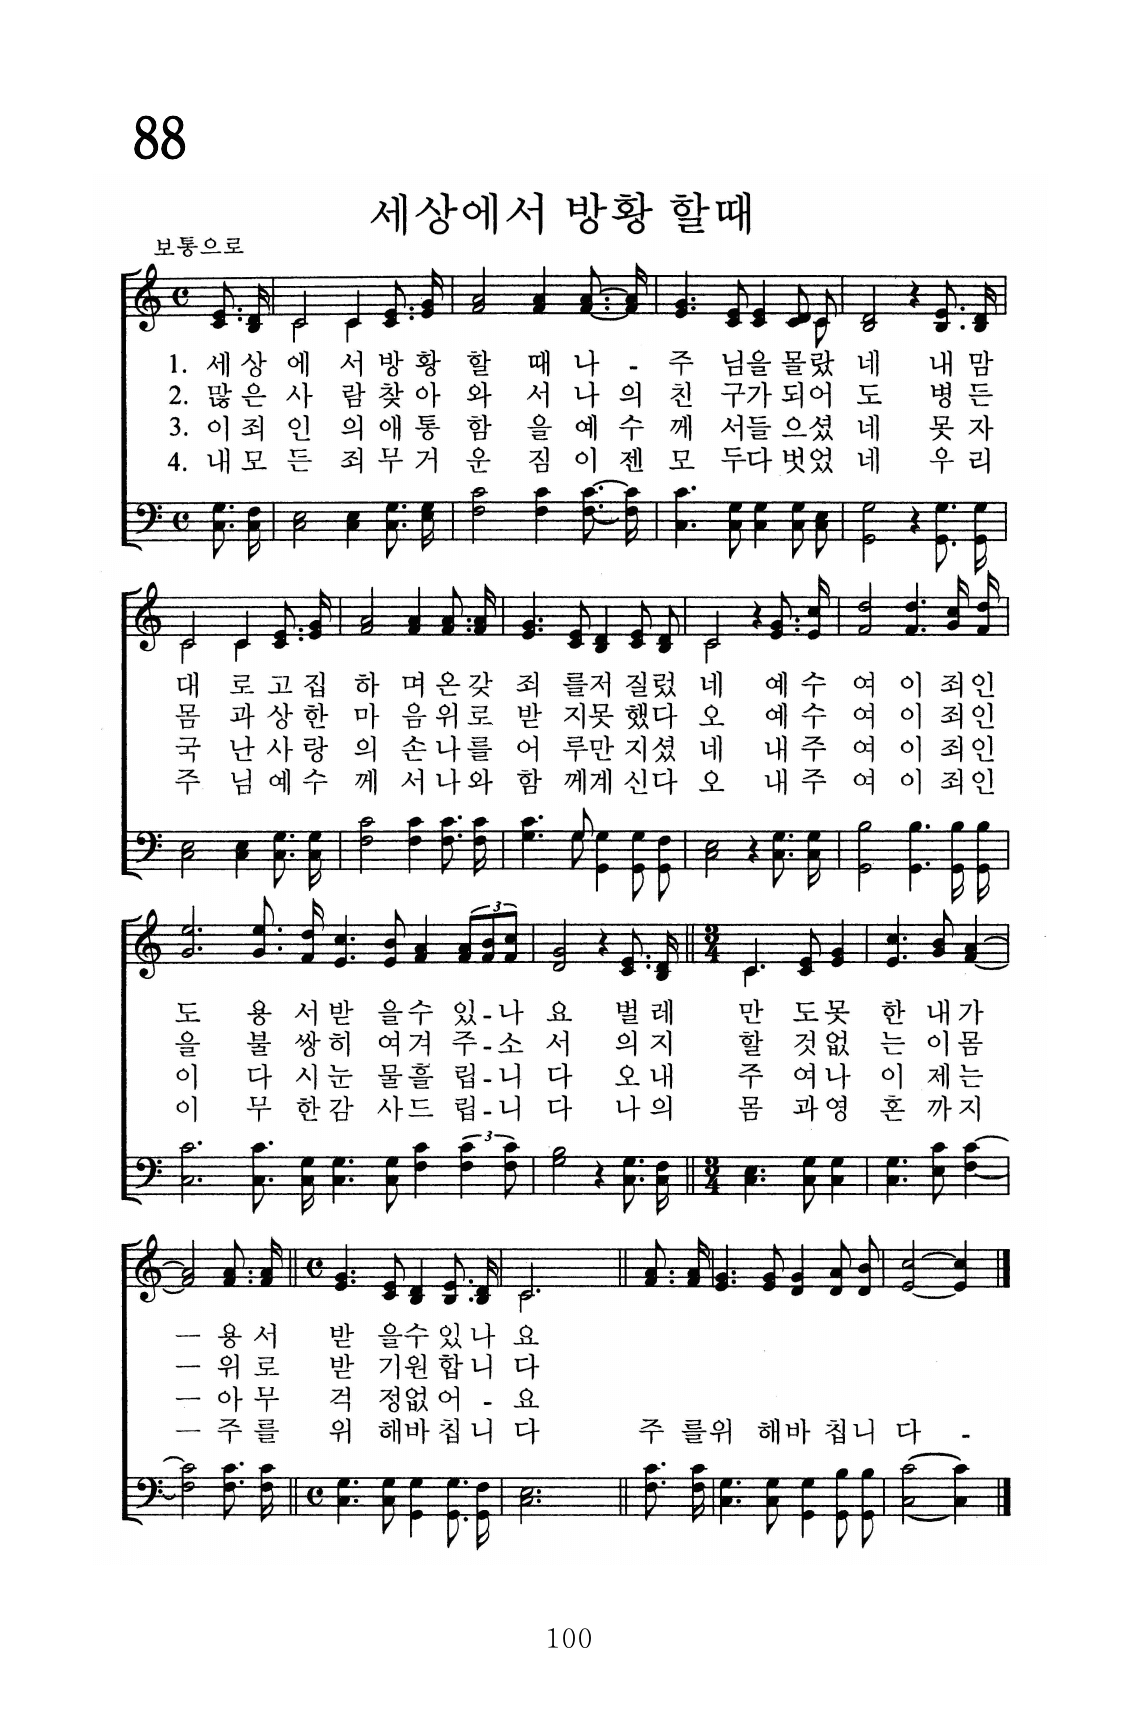 88
세상에서 방황 할때
보통으로
1. 세 상 에 서 방 황 할 때 나 - 주 님을 몰랐 네 내 맘
2. 많 은 사 람 찾 아 와 서 나 의 친 구가 되어 도 병 든
3. 이 죄 인 의 애 통 함 을 예 수 께 서들 으셨 네 못 자
4. 내 모 든 죄 무 거 운 짐 이 젠 모 두다 벗었 네 우 리
대 로 고 집 하 며 온 갖 죄 를저 질렀 네 예 수 여 이 죄인
몸 과 상 한 마 음 위 로 받 지못 했다 오 예 수 여 이 죄인
국 난 사 랑 의 손 나 를 어 루만 지셨 네 내 주 여 이 죄인
주 님 예 수 께 서 나 와 함 께계 신다 오 내 주 여 이 죄인
3
도 용 서 받 을수 있 - 나 요 벌 레 만 도못 한 내 가
을 불 쌍 히 여겨 주 - 소 서 의 지 할 것없 는 이 몸
이 다 시 눈 물흘 립 - 니 다 오 내 주 여나 이 제 는
이 무 한 감 사드 립 - 니 다 나 의 몸 과영 혼 까 지
3
— 용 서 받 을수 있 나 요
— 위 로 받 기원 합 니 다
— 아 무 걱 정없 어 - 요
— 주 를 위 해바 칩 니 다 주 를위 해바 칩니 다 -
100